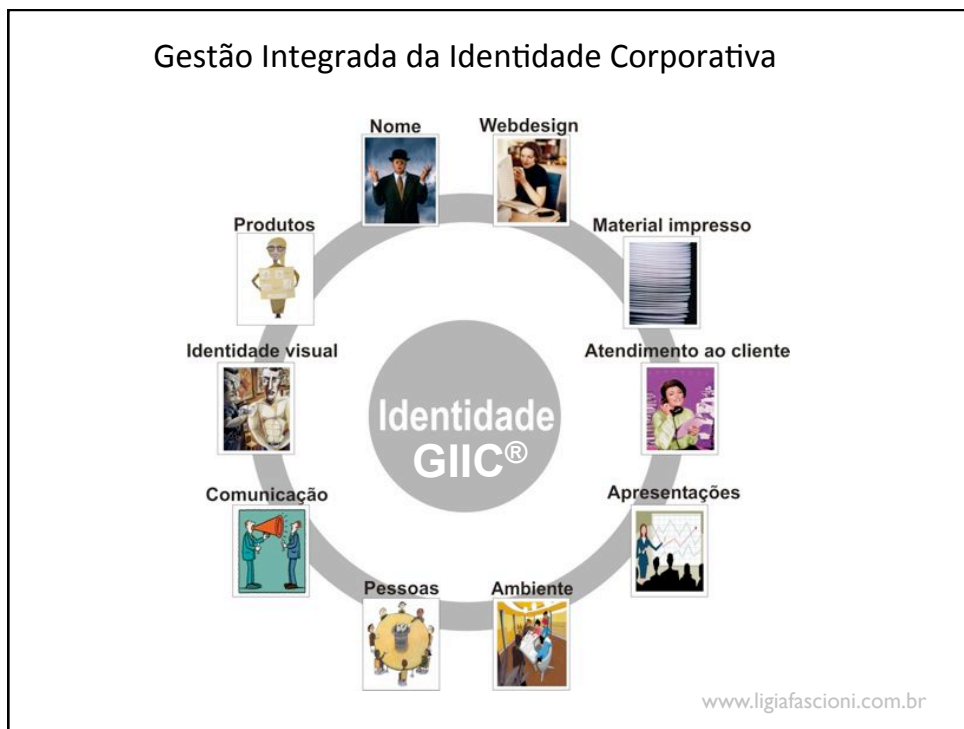 Gestão Integrada da Identidade Corporativa
Nome
Webdesign
Produtos
Material impresso
Identidade visual
Atendimento ao cliente
Identidade
GIIC®
Comunicação
Apresentações
Pessoas
Ambiente
www.ligiafascioni.com.br